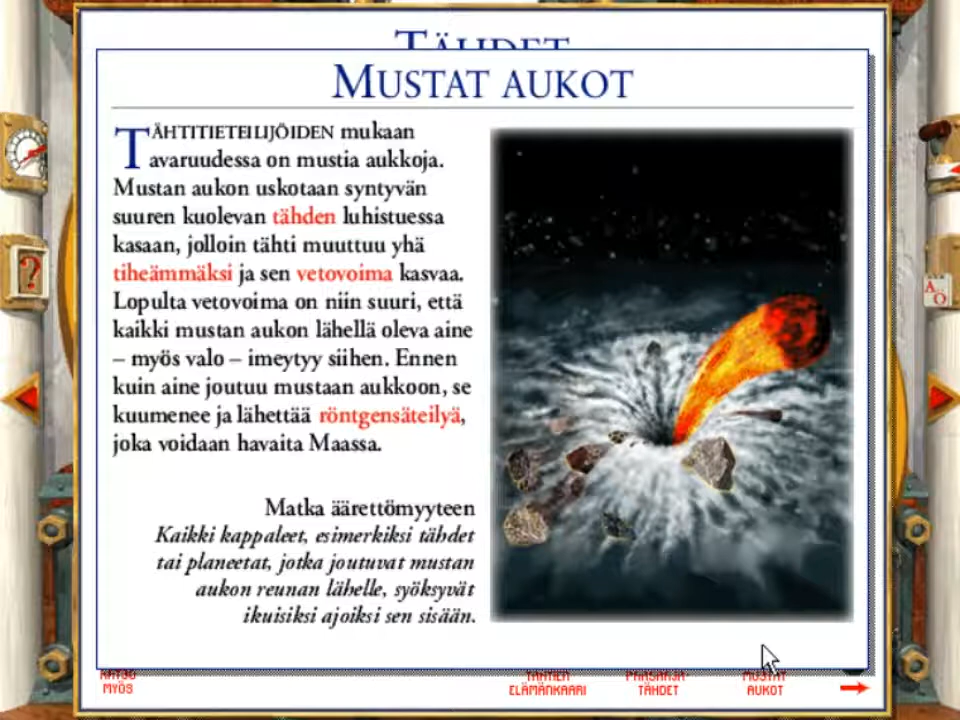 TÄHDET
MUSTAT AUKOT
TÄHTITIETEILIJÖIDEN mukaan
avaruudessa on mustia aukkoja.
Mustan aukon uskotaan syntyvän
suuren kuolevan tähden luhistuessa
kasaan, jolloin tähti muuttuu yhä
tiheämmäksi ja sen vetovoima kasvaa.
Lopulta vetovoima on niin suuri, että
kaikki mustan aukon lähellä oleva aine
– myös valo – imeytyy siihen. Ennen
kuin aine joutuu mustaan aukkoon, se
kuumenee ja lähettää röntgensäteilyä,
joka voidaan havaita Maassa.
Matka äärettömyyteen
Kaikki kappaleet, esimerkiksi tähdet
tai planeetat, jotka joutuvat mustan
aukon reunan lähelle, syöksyvät
ikuisiksi ajoiksi sen sisään.
?
A
Ö
KATSO
MYÖS
TÄHTIEN
ELÄMÄNKAARI
PÄÄSARJA-
TÄHDET
MUSTAT
AUKOT